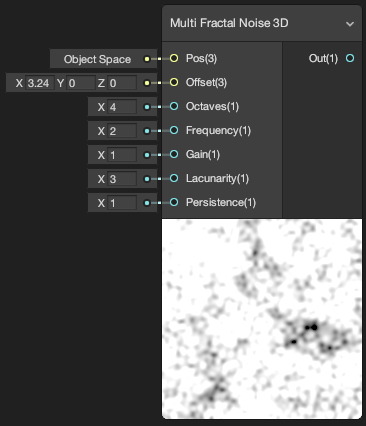 Multi Fractal Noise 3D
Object Space Pos(3) Out(1)
X 3.24 Y 0 Z 0 Offset(3)
X 4 Octaves(1)
X 2 Frequency(1)
X 1 Gain(1)
X 3 Lacunarity(1)
X 1 Persistence(1)